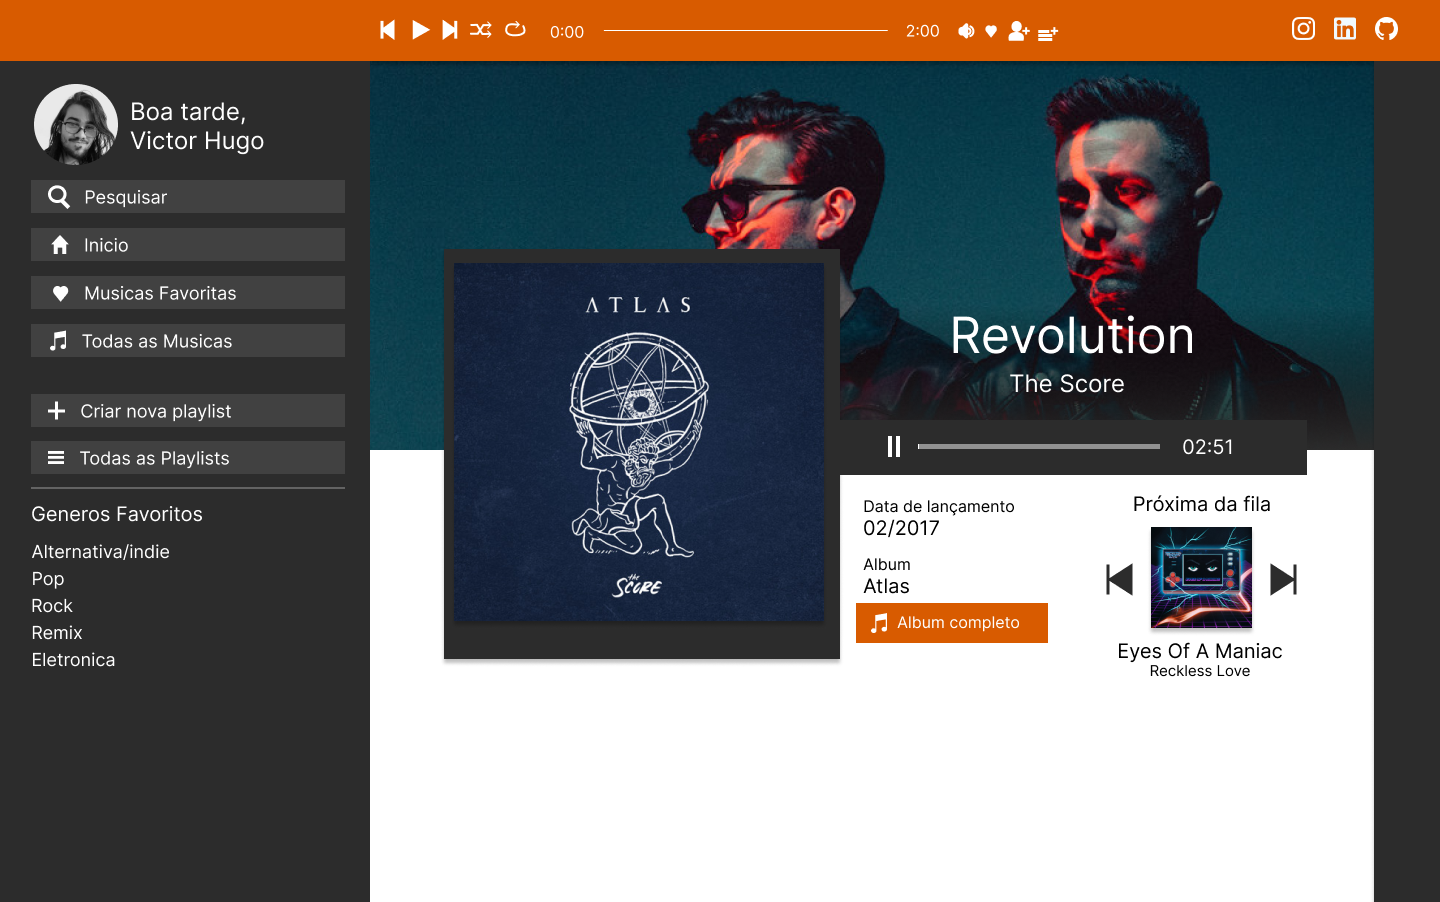 0:00
2:00
Boa tarde,
Victor Hugo
Pesquisar
Inicio
Musicas Favoritas
Todas as Musicas
Criar nova playlist
Todas as Playlists
Generos Favoritos
Alternativa/indie
Pop
Rock
Remix
Eletronica
ATLAS
the
SCORE
Revolution
The Score
02:51
Data de lançamento
02/2017
Album
Atlas
Album completo
Próxima da fila
Eyes Of A Maniac
Reckless Love